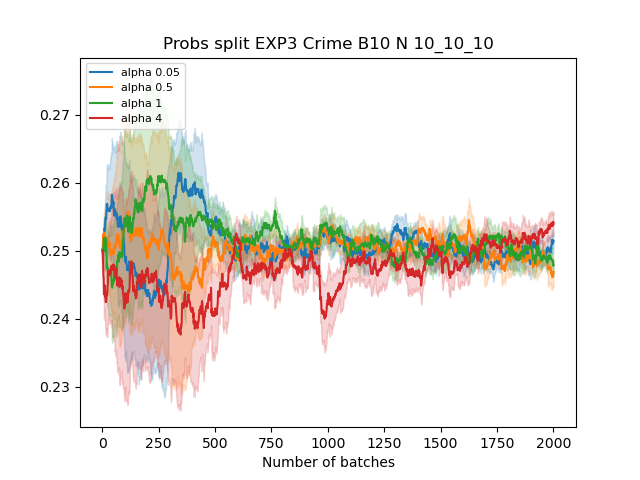 Probs split EXP3 Crime B10 N 10_10_10
alpha 0.05
alpha 0.5
alpha 1
alpha 4
0.27
0.26
0.25
0.24
0.23
0 250 500 750 1000 1250 1500 1750 2000
Number of batches